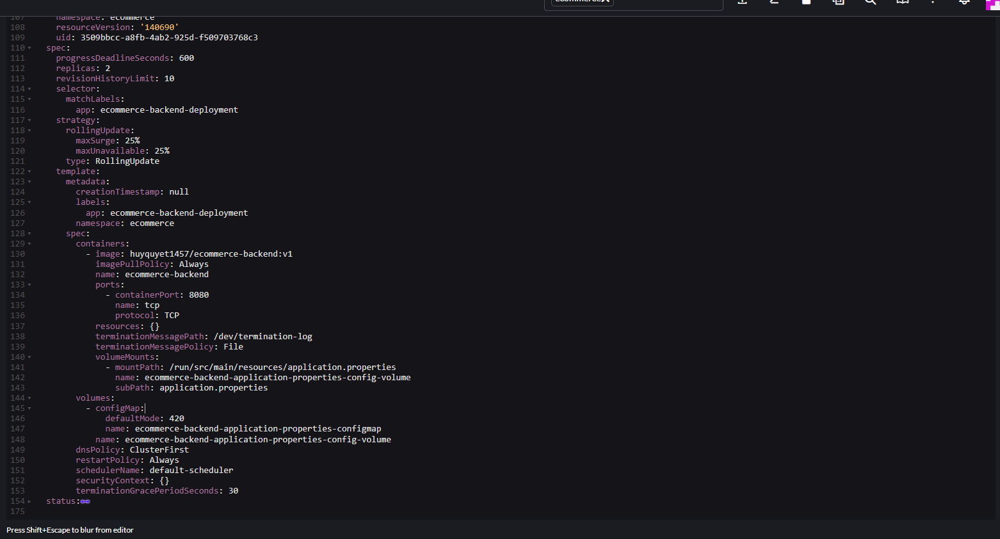 ecommerce
107 namespace: ecommerce
108 resourceVersion: '140690'
109 uid: 3509bbcc-a8fb-4ab2-925d-f509703768c3
110 spec:
111 progressDeadlineSeconds: 600
112 replicas: 2
113 revisionHistoryLimit: 10
114 selector:
115 matchLabels:
116 app: ecommerce-backend-deployment
117 strategy:
118 rollingUpdate:
119 maxSurge: 25%
120 maxUnavailable: 25%
121 type: RollingUpdate
122 template:
123 metadata:
124 creationTimestamp: null
125 labels:
126 app: ecommerce-backend-deployment
127 namespace: ecommerce
128 spec:
129 containers:
130 - image: huyquyet1457/ecommerce-backend:v1
131 imagePullPolicy: Always
132 name: ecommerce-backend
133 ports:
134 - containerPort: 8080
135 name: tcp
136 protocol: TCP
137 resources: {}
138 terminationMessagePath: /dev/termination-log
139 terminationMessagePolicy: File
140 volumeMounts:
141 - mountPath: /run/src/main/resources/application.properties
142 name: ecommerce-backend-application-properties-config-volume
143 subPath: application.properties
144 volumes:
145 - configMap:
146 defaultMode: 420
147 name: ecommerce-backend-application-properties-configmap
148 name: ecommerce-backend-application-properties-config-volume
149 dnsPolicy: ClusterFirst
150 restartPolicy: Always
151 schedulerName: default-scheduler
152 securityContext: {}
153 terminationGracePeriodSeconds: 30
154 status:
175
Press Shift+Escape to blur from editor